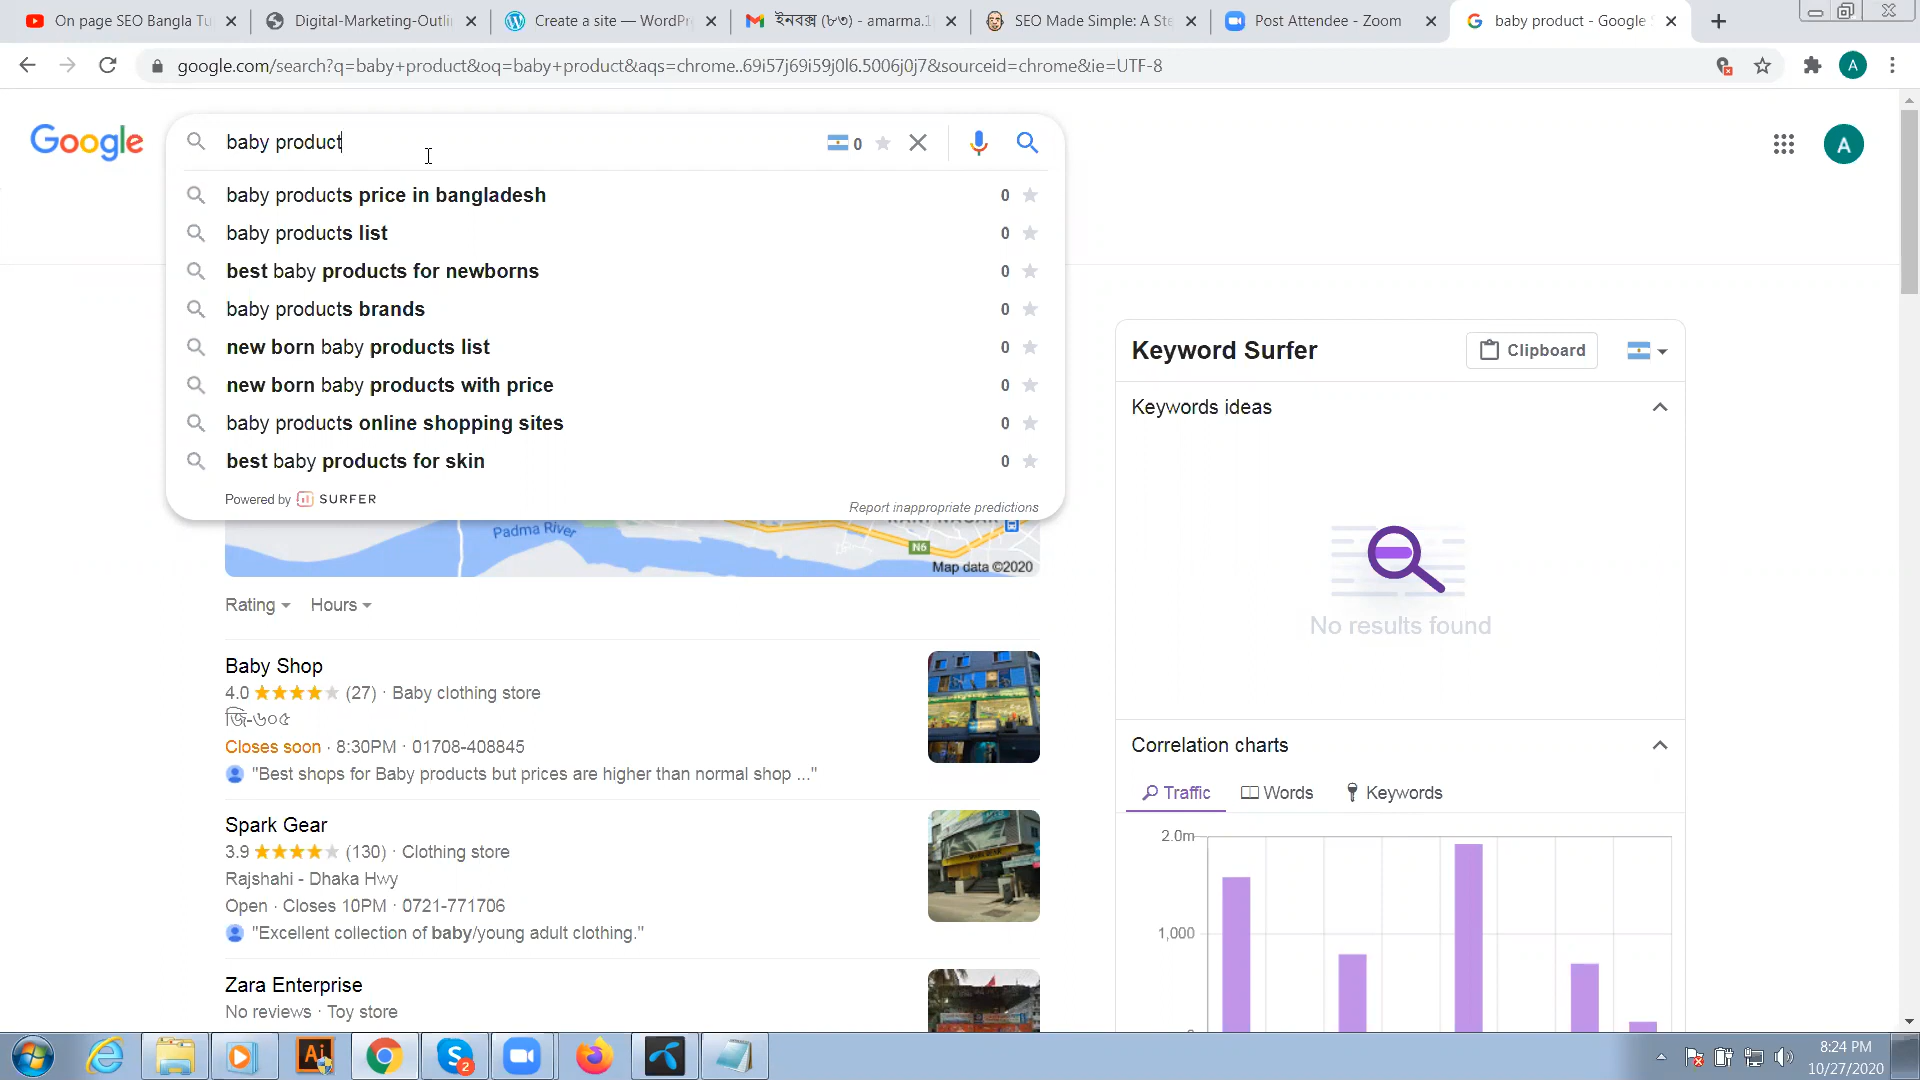 On page SEO Bangla Tu
Digital-Marketing-Outli
Create a site — WordPr
ইনবক্স (৮৩) - amarma.1
SEO Made Simple: A Ste
Post Attendee - Zoom
baby product - Google S
google.com/search?q=baby+product&oq=baby+product&aqs=chrome..69i57j69i59j0l6.5006j0j7&sourceid=chrome&ie=UTF-8
A
Google
baby product
0
A
baby products price in bangladesh 0
baby products list 0
best baby products for newborns 0
baby products brands 0
new born baby products list 0
new born baby products with price 0
baby products online shopping sites 0
best baby products for skin 0
Powered by SURFER
Report inappropriate predictions
Padma River
N6
Map data ©2020
Rating
Hours
Baby Shop
4.0 (27) · Baby clothing store
জি-৬০৫
Closes soon · 8:30PM · 01708-408845
"Best shops for Baby products but prices are higher than normal shop ..."
Spark Gear
3.9 (130) · Clothing store
Rajshahi - Dhaka Hwy
Open · Closes 10PM · 0721-771706
"Excellent collection of baby/young adult clothing."
Zara Enterprise
No reviews · Toy store
Keyword Surfer
Clipboard
Keywords ideas
No results found
Correlation charts
Traffic
Words
Keywords
2.0m
1,000
Ai
S
2
8:24 PM
10/27/2020